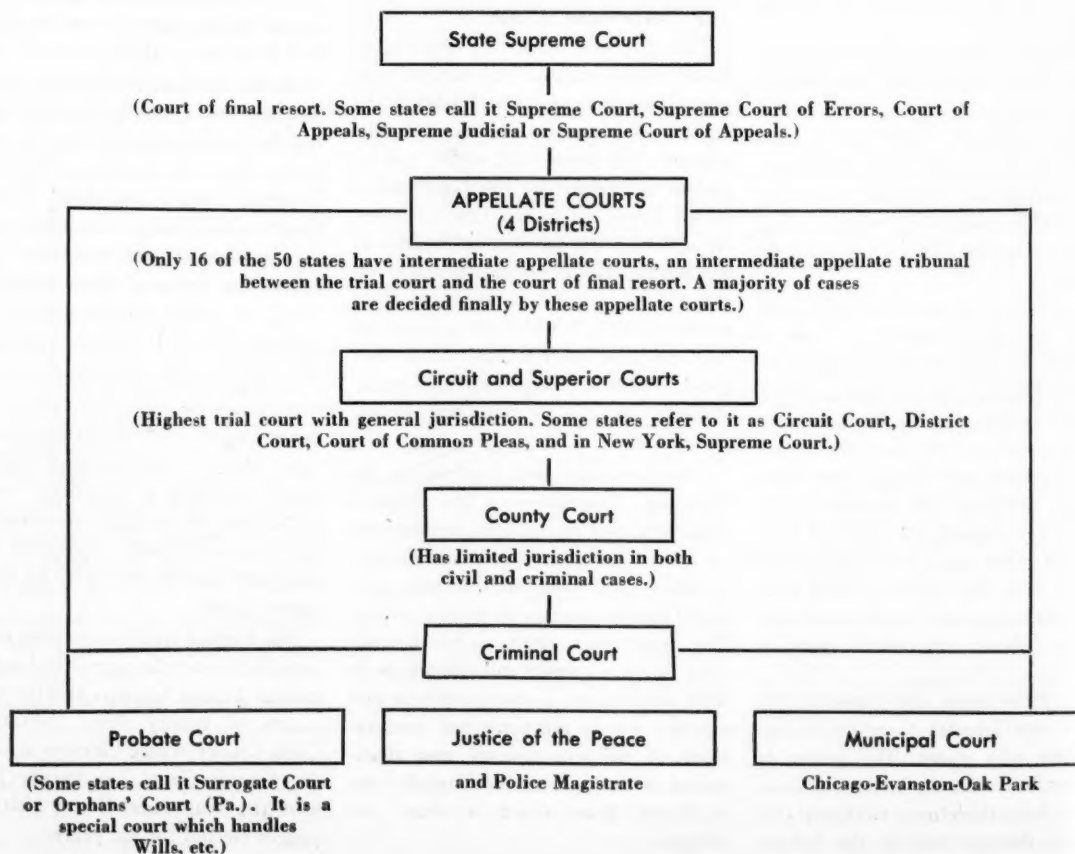 State Supreme Court
(Court of final resort. Some states call it Supreme Court, Supreme Court of Errors, Court of
Appeals, Supreme Judicial or Supreme Court of Appeals.)
APPELLATE COURTS
(4 Districts)
(Only 16 of the 50 states have intermediate appellate courts, an intermediate appellate tribunal
between the trial court and the court of final resort. A majority of cases
are decided finally by these appellate courts.)
Circuit and Superior Courts
(Highest trial court with general jurisdiction. Some states refer to it as Circuit Court, District
Court, Court of Common Pleas, and in New York, Supreme Court.)
County Court
(Has limited jurisdiction in both
civil and criminal cases.)
Criminal Court
Probate Court
(Some states call it Surrogate Court
or Orphans' Court (Pa.). It is a
special court which handles
Wills, etc.)
Justice of the Peace
and Police Magistrate
Municipal Court
Chicago-Evanston-Oak Park